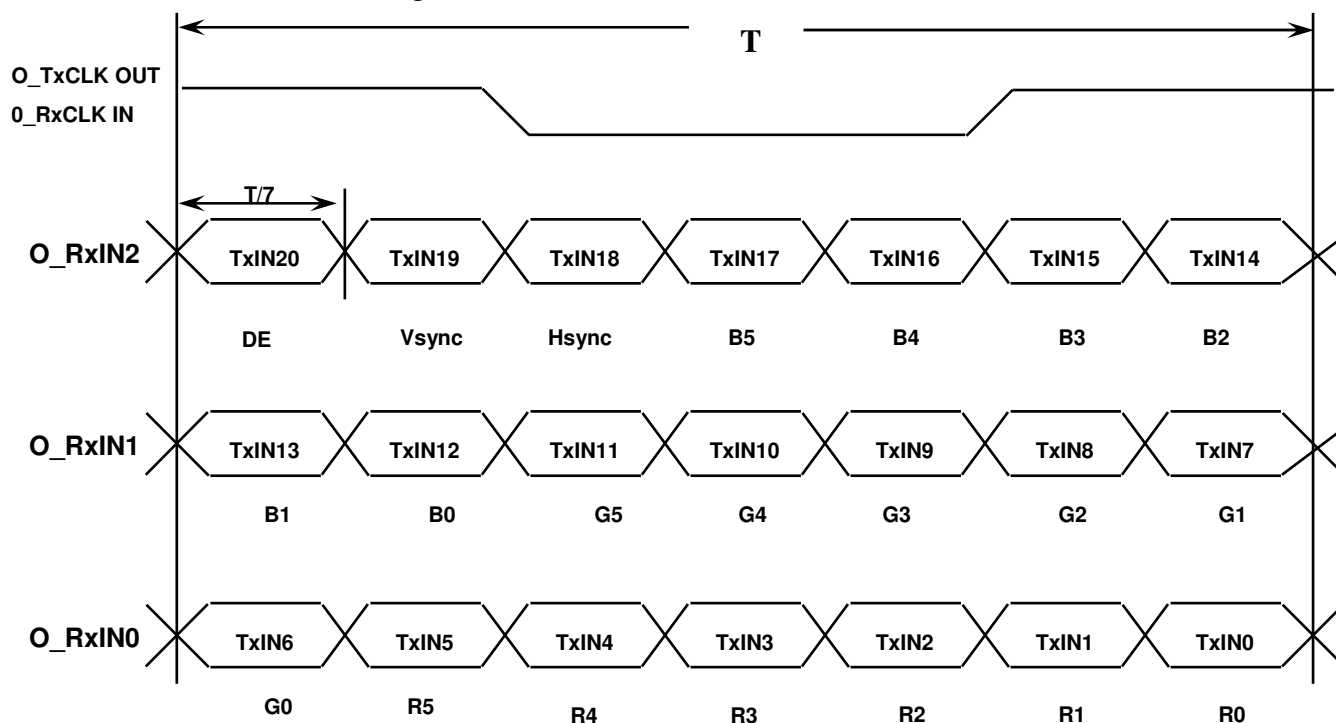 T
O_TxCLK OUT
0_RxCLK IN
T/7
O_RxIN2 TxIN20 TxIN19 TxIN18 TxIN17 TxIN16 TxIN15 TxIN14
DE Vsync Hsync B5 B4 B3 B2
O_RxIN1 TxIN13 TxIN12 TxIN11 TxIN10 TxIN9 TxIN8 TxIN7
B1 B0 G5 G4 G3 G2 G1
O_RxIN0 TxIN6 TxIN5 TxIN4 TxIN3 TxIN2 TxIN1 TxIN0
G0 R5 R4 R3 R2 R1 R0